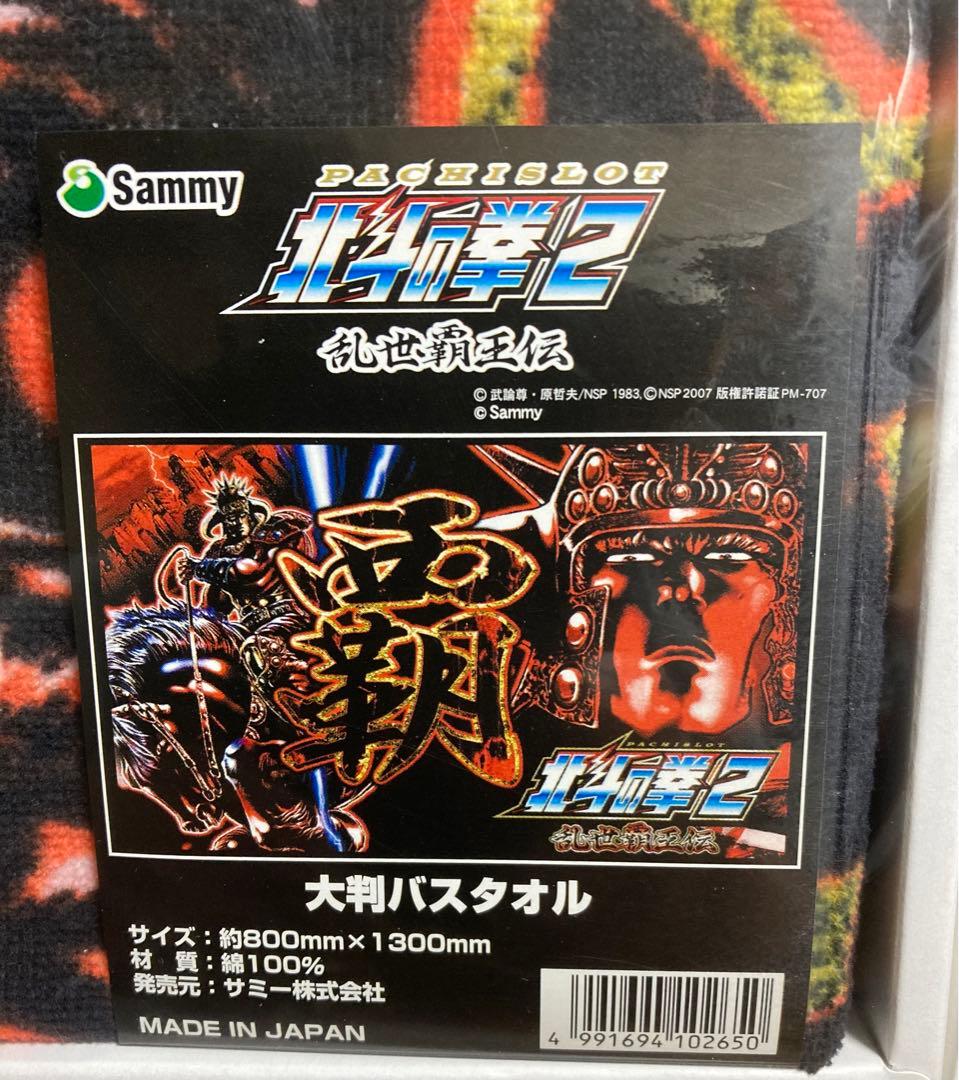 Sammy
PACHISLOT
北斗の拳2
乱世覇王伝
© 武論尊・原哲夫/NSP 1983, © NSP 2007 版権許諾証 PM-707
© Sammy
覇
PACHISLOT
北斗の拳2
乱世覇王伝
大判バスタオル
サイズ：約800mm×1300mm
材　質：綿100%
発売元：サミー株式会社
MADE IN JAPAN
4 991694 102650